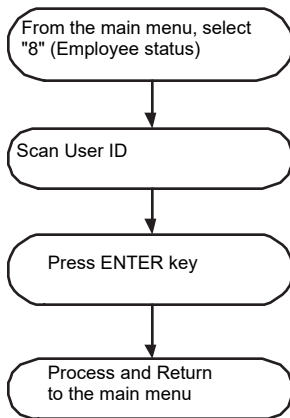 From the main menu, select
"8" (Employee status)
Scan User ID
Press ENTER key
Process and Return
to the main menu